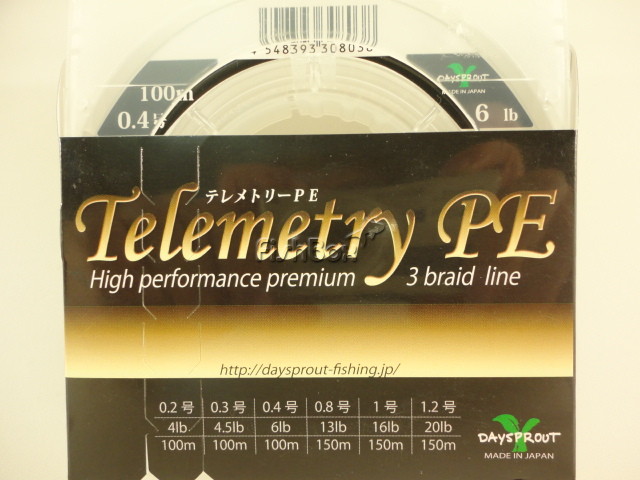 4 548393 308030
100m
0.4号
DAYSPROUT
MADE IN JAPAN
6 lb
テレメトリーPE
Telemetry PE
High performance premium 3 braid line
http://daysprout-fishing.jp/
0.2号 0.3号 0.4号 0.8号 1号 1.2号
4lb 4.5lb 6lb 13lb 16lb 20lb
100m 100m 100m 150m 150m 150m
DAYSPROUT
MADE IN JAPAN